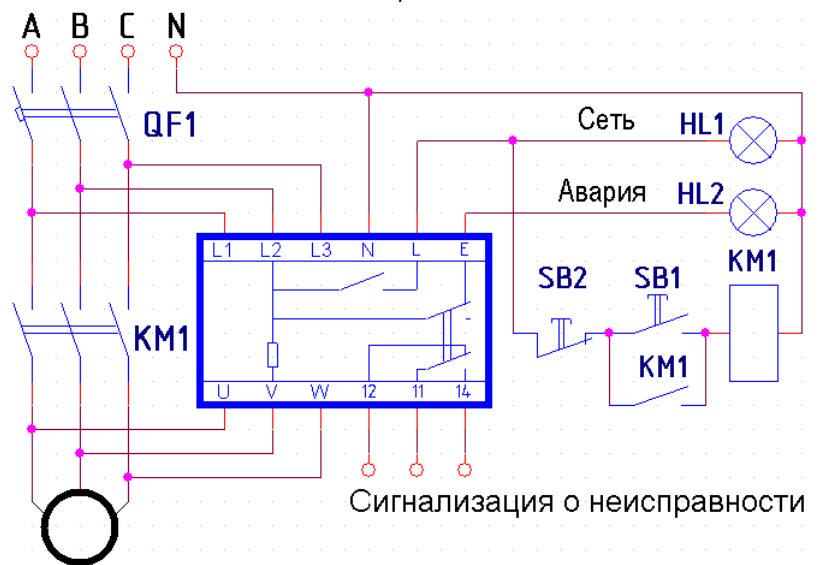 A B C N
QF1
Сеть HL1
Авария HL2
L1 L2 L3 N L E
SB2 SB1 KM1
KM1
KM1
U V W 12 11 14
Сигнализация о неисправности